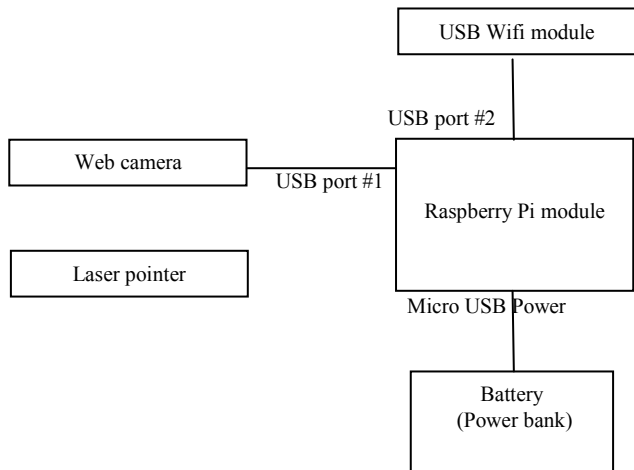 USB Wifi module
USB port #2
Web camera
USB port #1
Raspberry Pi module
Laser pointer
Micro USB Power
Battery
(Power bank)